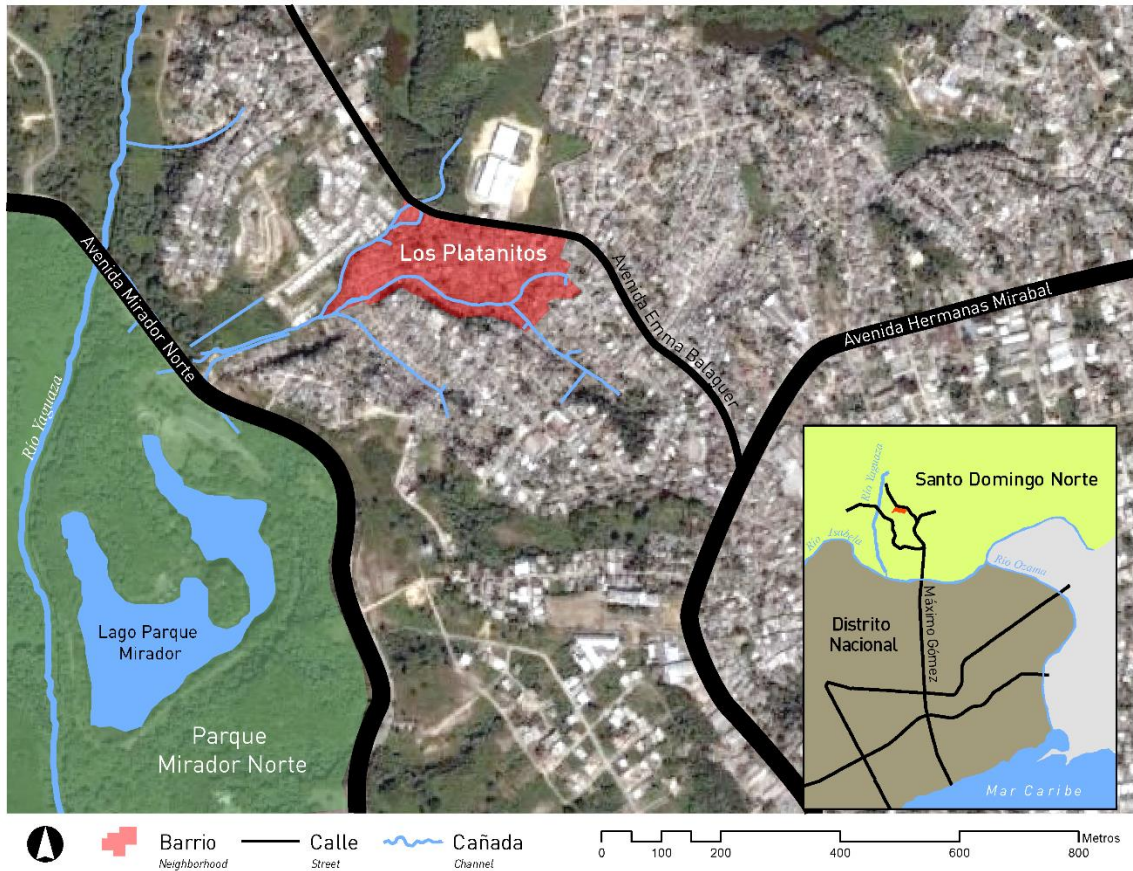 Los Platanitos
Avenida Emma Balaguer
Avenida Hermanas Mirabal
Avenida Mirador Norte
Río Yaguaza
Lago Parque
Mirador
Parque
Mirador Norte
Santo Domingo Norte
Río Yaguaza
Río Isabela
Río Ozama
Máximo Gómez
Distrito
Nacional
Mar Caribe
Barrio
Neighborhood
Calle
Street
Cañada
Channel
0 100 200 400 600 800
Metros